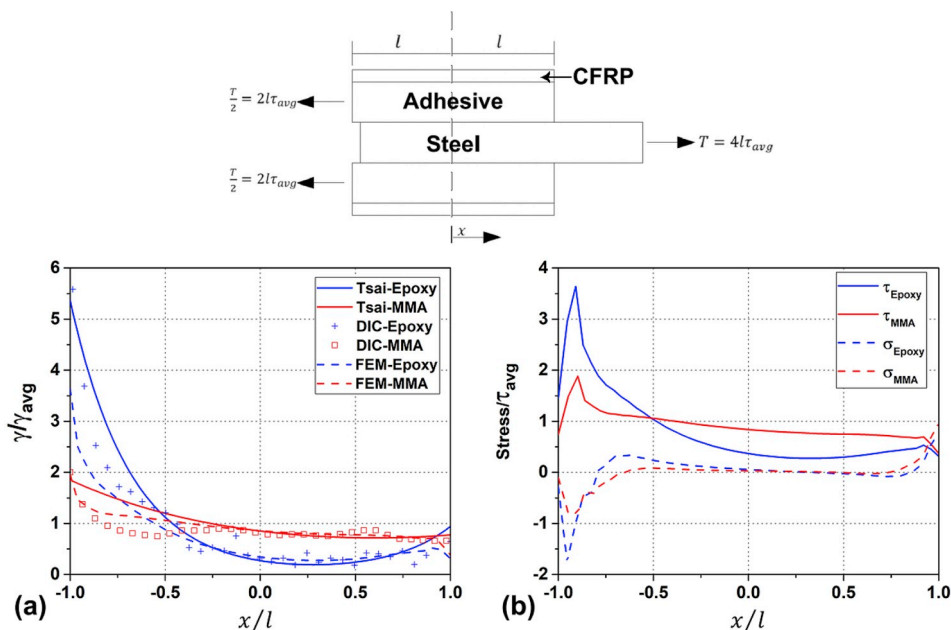 l l
CFRP
Adhesive
T/2 = 2lτavg
Steel
T = 4lτavg
T/2 = 2lτavg
x
6
5
4
3
2
1
0
γ/γavg
Tsai-Epoxy
Tsai-MMA
DIC-Epoxy
DIC-MMA
FEM-Epoxy
FEM-MMA
-1.0 -0.5 0.0 0.5 1.0
(a) x/l
4
3
2
1
0
-1
-2
Stress/τavg
τEpoxy
τMMA
σEpoxy
σMMA
-1.0 -0.5 0.0 0.5 1.0
(b) x/l